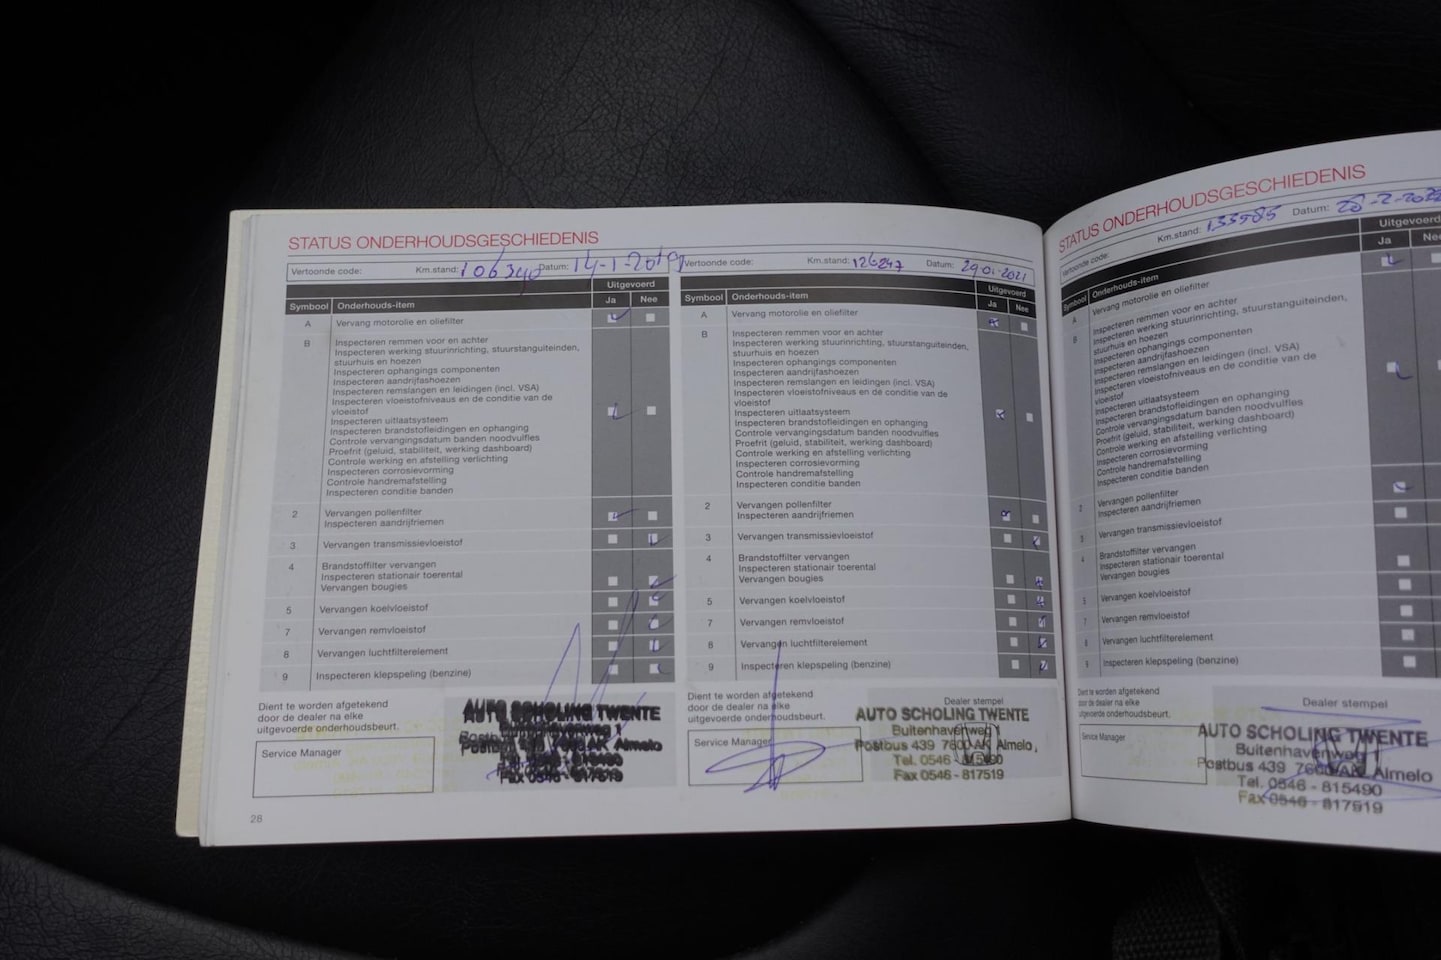 STATUS ONDERHOUDSGESCHIEDENIS
Vertoonde code: Km.stand: 106340 Datum: 14-1-2019
Uitgevoerd
Symbool Onderhouds-item Ja Nee
A Vervang motorolie en oliefilter
B Inspecteren remmen voor en achter
Inspecteren werking stuurinrichting, stuurstanguiteinden,
stuurhuis en hoezen
Inspecteren ophangings componenten
Inspecteren aandrijfashoezen
Inspecteren remslangen en leidingen (incl. VSA)
Inspecteren vloeistofniveaus en de conditie van de
vloeistof
Inspecteren uitlaatsysteem
Inspecteren brandstofleidingen en ophanging
Controle vervangingsdatum banden noodvulfles
Proefrit (geluid, stabiliteit, werking dashboard)
Controle werking en afstelling verlichting
Inspecteren corrosievorming
Controle handremafstelling
Inspecteren conditie banden
2 Vervangen pollenfilter
Inspecteren aandrijfriemen
3 Vervangen transmissievloeistof
4 Brandstoffilter vervangen
Inspecteren stationair toerental
Vervangen bougies
5 Vervangen koelvloeistof
7 Vervangen remvloeistof
8 Vervangen luchtfilterelement
9 Inspecteren klepspeling (benzine)
Dient te worden afgetekend
door de dealer na elke
uitgevoerde onderhoudsbeurt.
Service Manager
AUTO SCHOLING TWENTE
Almelo
Fax 0546 - 817519
28
Vertoonde code: Km.stand: 126247 Datum: 29-01-2021
Uitgevoerd
Symbool Onderhouds-item Ja Nee
A Vervang motorolie en oliefilter
B Inspecteren remmen voor en achter
Inspecteren werking stuurinrichting, stuurstanguiteinden,
stuurhuis en hoezen
Inspecteren ophangings componenten
Inspecteren aandrijfashoezen
Inspecteren remslangen en leidingen (incl. VSA)
Inspecteren vloeistofniveaus en de conditie van de
vloeistof
Inspecteren uitlaatsysteem
Inspecteren brandstofleidingen en ophanging
Controle vervangingsdatum banden noodvulfles
Proefrit (geluid, stabiliteit, werking dashboard)
Controle werking en afstelling verlichting
Inspecteren corrosievorming
Controle handremafstelling
Inspecteren conditie banden
2 Vervangen pollenfilter
Inspecteren aandrijfriemen
3 Vervangen transmissievloeistof
4 Brandstoffilter vervangen
Inspecteren stationair toerental
Vervangen bougies
5 Vervangen koelvloeistof
7 Vervangen remvloeistof
8 Vervangen luchtfilterelement
9 Inspecteren klepspeling (benzine)
Dient te worden afgetekend
door de dealer na elke
uitgevoerde onderhoudsbeurt.
Service Manager
Dealer stempel
AUTO SCHOLING TWENTE
Buitenhavenweg 1
Postbus 439 7600 AK Almelo
Tel. 0546 - 815490
Fax 0546 - 817519
STATUS ONDERHOUDSGESCHIEDENIS
Vertoonde code: Km.stand: 133585 Datum: 28-2-2022
Uitgevoerd
Symbool Onderhouds-item Ja
A Vervang motorolie en oliefilter
B Inspecteren remmen voor en achter
Inspecteren werking stuurinrichting, stuurstanguiteinden,
stuurhuis en hoezen
Inspecteren ophangings componenten
Inspecteren aandrijfashoezen
Inspecteren remslangen en leidingen (incl. VSA)
Inspecteren vloeistofniveaus en de conditie van de
vloeistof
Inspecteren uitlaatsysteem
Inspecteren brandstofleidingen en ophanging
Controle vervangingsdatum banden noodvulfles
Proefrit (geluid, stabiliteit, werking dashboard)
Controle werking en afstelling verlichting
Inspecteren corrosievorming
Controle handremafstelling
Inspecteren conditie banden
2 Vervangen pollenfilter
Inspecteren aandrijfriemen
3 Vervangen transmissievloeistof
4 Brandstoffilter vervangen
Inspecteren stationair toerental
Vervangen bougies
5 Vervangen koelvloeistof
7 Vervangen remvloeistof
8 Vervangen luchtfilterelement
9 Inspecteren klepspeling (benzine)
Dient te worden afgetekend
door de dealer na elke
uitgevoerde onderhoudsbeurt.
Service Manager
Dealer stempel
AUTO SCHOLING TWENTE
Buitenhavenweg 1
Postbus 439 7600 AK Almelo
Tel. 0546 - 815490
Fax 0546 - 817519